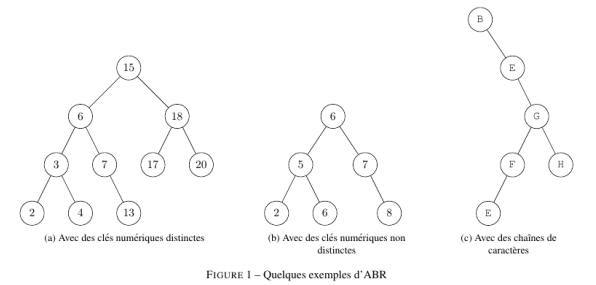 B
15
E
6
18
6
G
3
7
17
20
5
7
F
H
2
4
13
2
6
8
E
(a) Avec des clés numériques distinctes
(b) Avec des clés numériques non
distinctes
(c) Avec des chaînes de
caractères
FIGURE 1 – Quelques exemples d'ABR